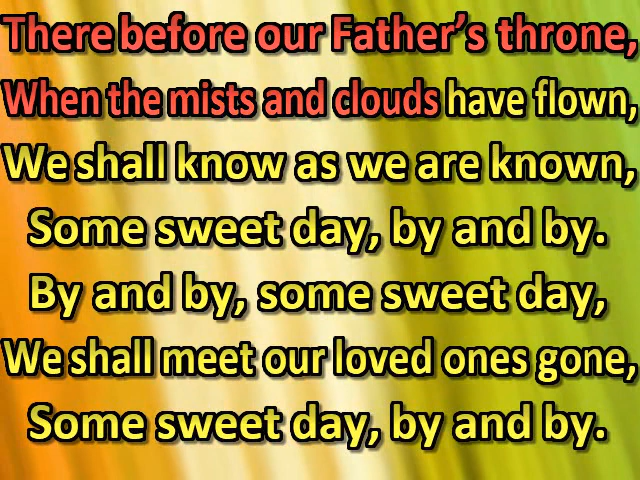 There before our Father’s throne,
When the mists and clouds have flown,
We shall know as we are known,
Some sweet day, by and by.
By and by, some sweet day,
We shall meet our loved ones gone,
Some sweet day, by and by.